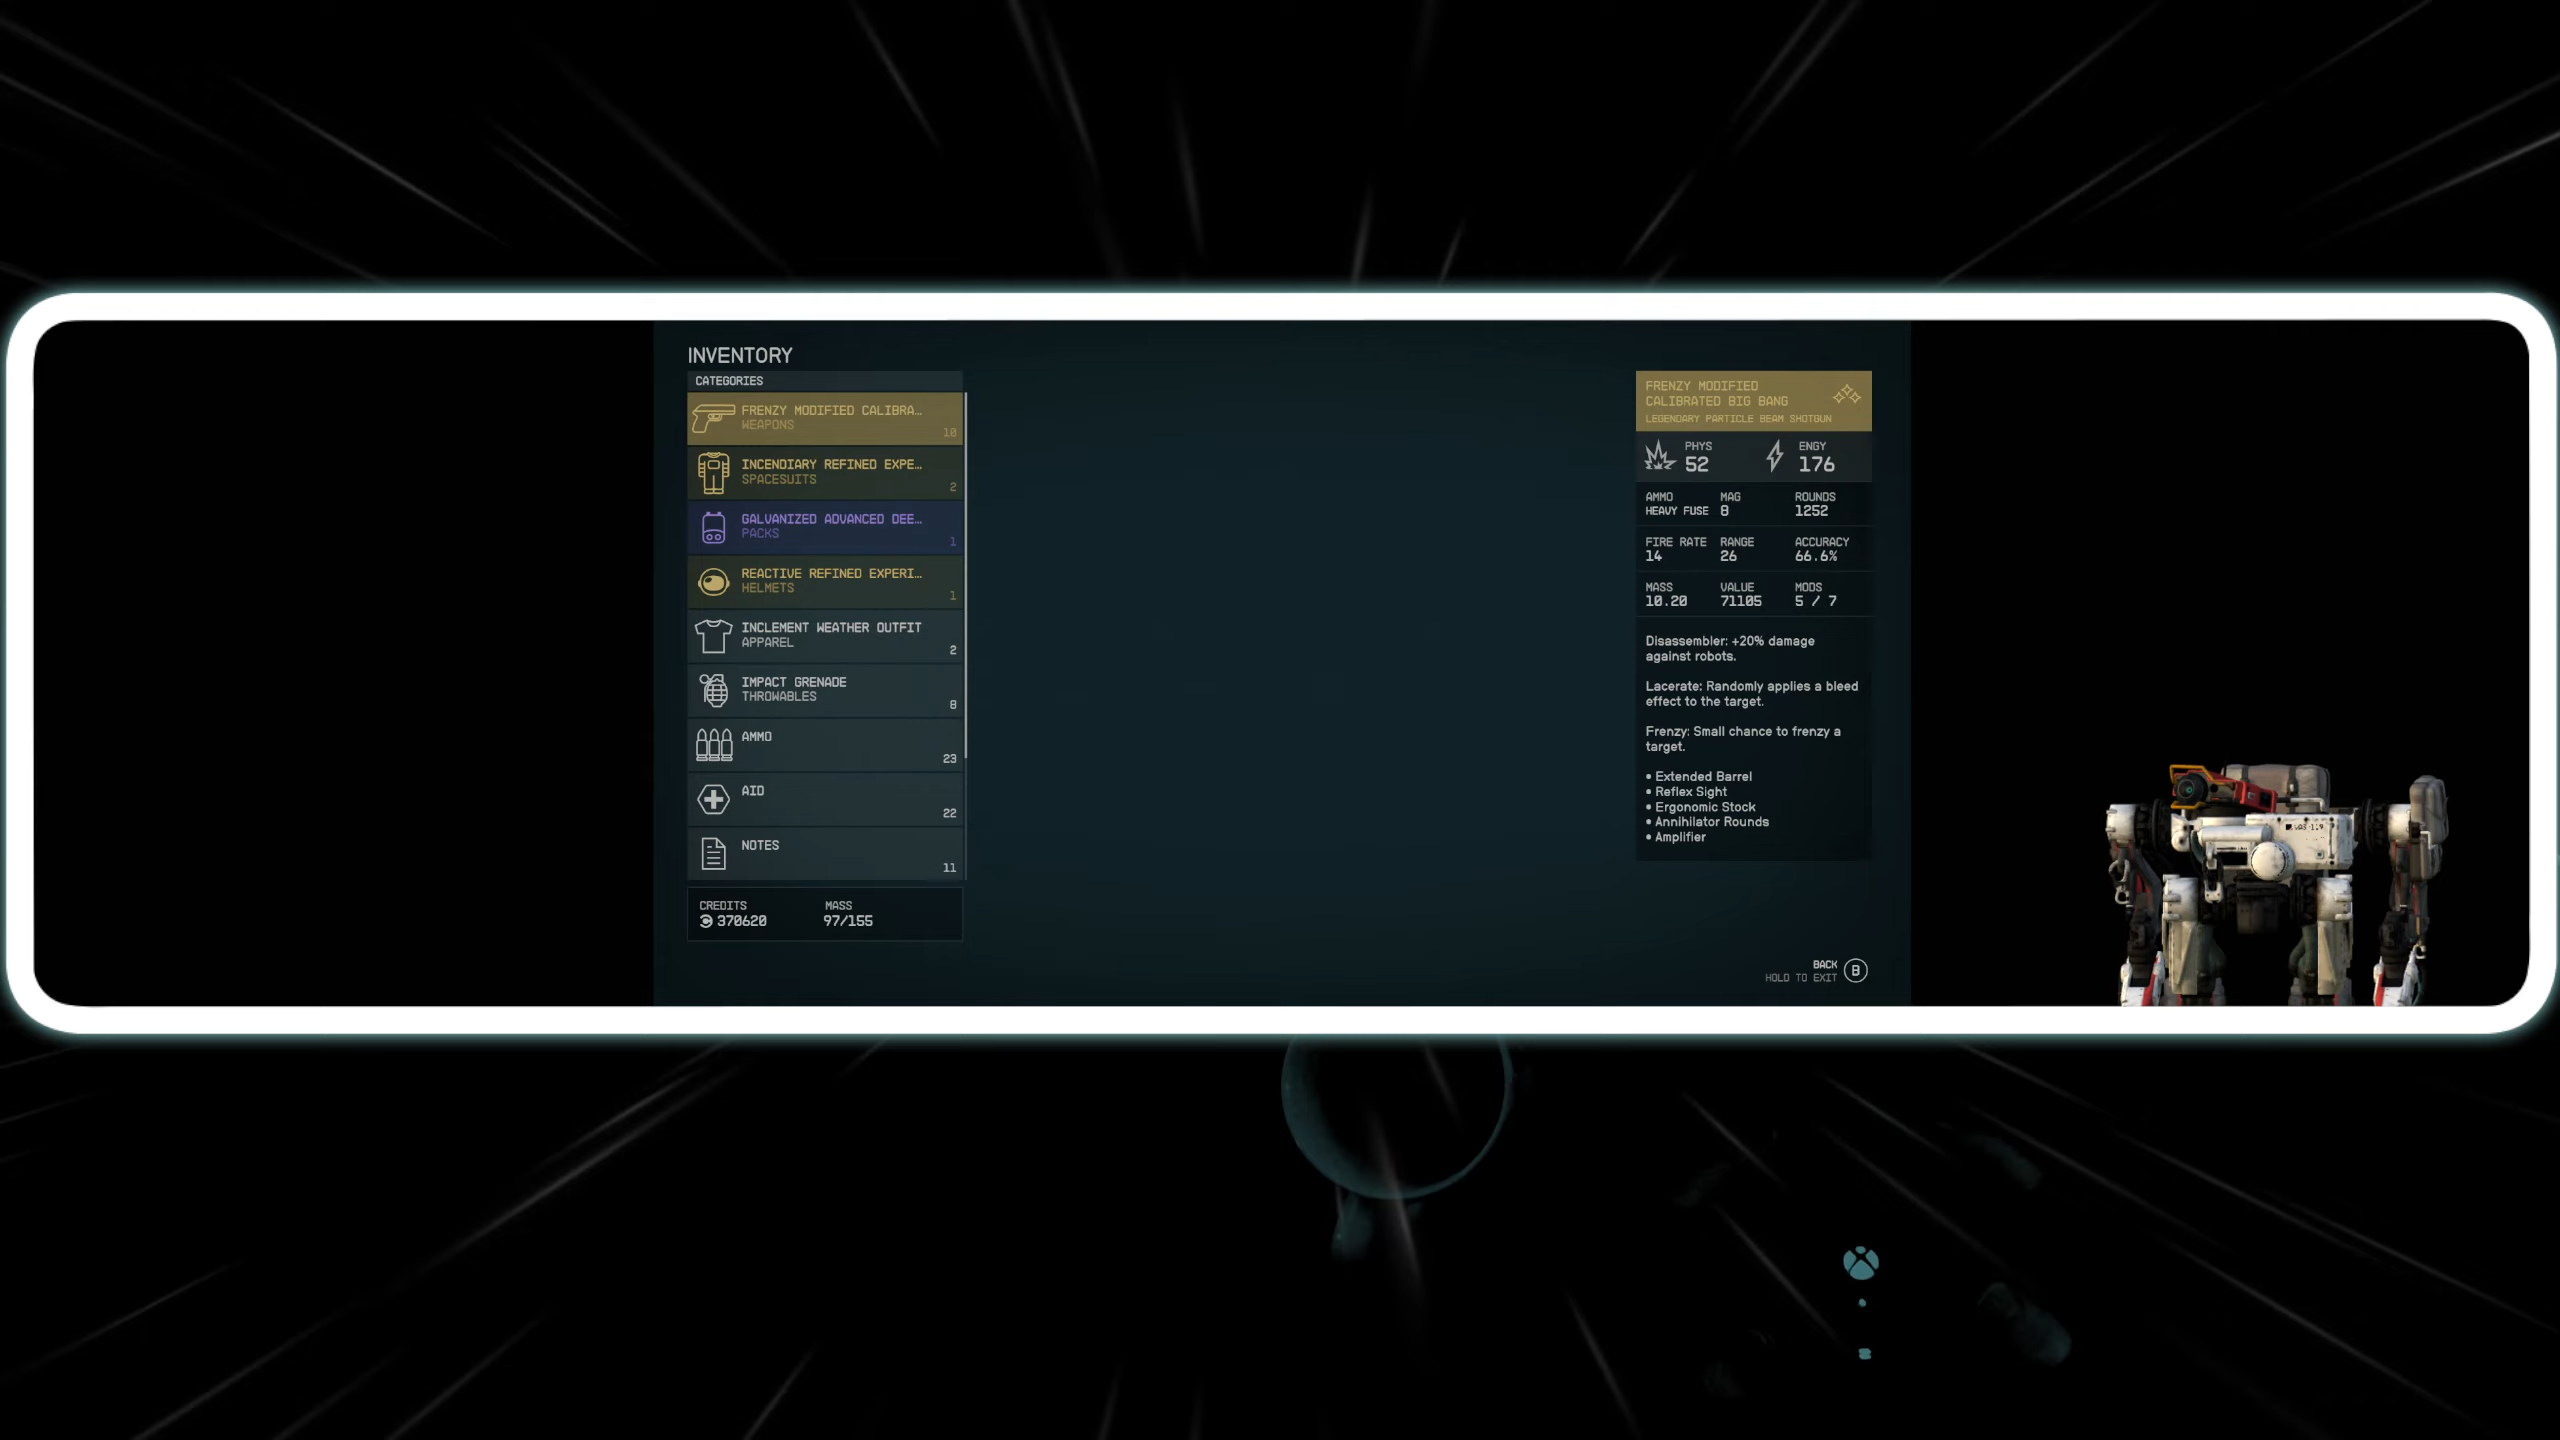 INVENTORY
CATEGORIES
FRENZY MODIFIED CALIBRA...
WEAPONS
10
INCENDIARY REFINED EXPE...
SPACESUITS
2
GALVANIZED ADVANCED DEE...
PACKS
1
REACTIVE REFINED EXPERI...
HELMETS
1
INCLEMENT WEATHER OUTFIT
APPAREL
2
IMPACT GRENADE
THROWABLES
8
AMMO
23
AID
22
NOTES
11
CREDITS MASS
370620 97/155
FRENZY MODIFIED
CALIBRATED BIG BANG
LEGENDARY PARTICLE BEAM SHOTGUN
PHYS ENGY
52 176
AMMO MAG ROUNDS
HEAVY FUSE 8 1252
FIRE RATE RANGE ACCURACY
14 26 66.6%
MASS VALUE MODS
10.20 71105 5 / 7
Disassembler: +20% damage
against robots.
Lacerate: Randomly applies a bleed
effect to the target.
Frenzy: Small chance to frenzy a
target.
• Extended Barrel
• Reflex Sight
• Ergonomic Stock
• Annihilator Rounds
• Amplifier
BACK
HOLD TO EXIT B